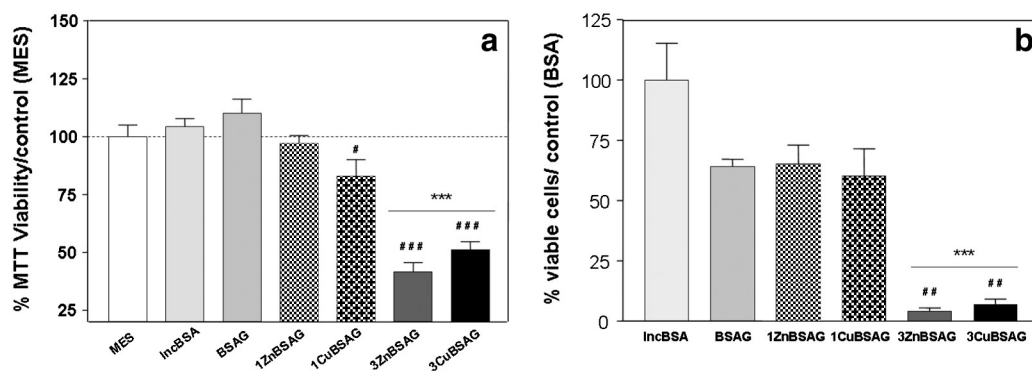 a
% MTT Viability/control (MES)
150
125
100
75
50
25
#
***
###
###
MES
IncBSA
BSAG
1ZnBSAG
1CuBSAG
3ZnBSAG
3CuBSAG
b
% viable cells/ control (BSA)
125
100
75
50
25
0
***
##
##
IncBSA
BSAG
1ZnBSAG
1CuBSAG
3ZnBSAG
3CuBSAG